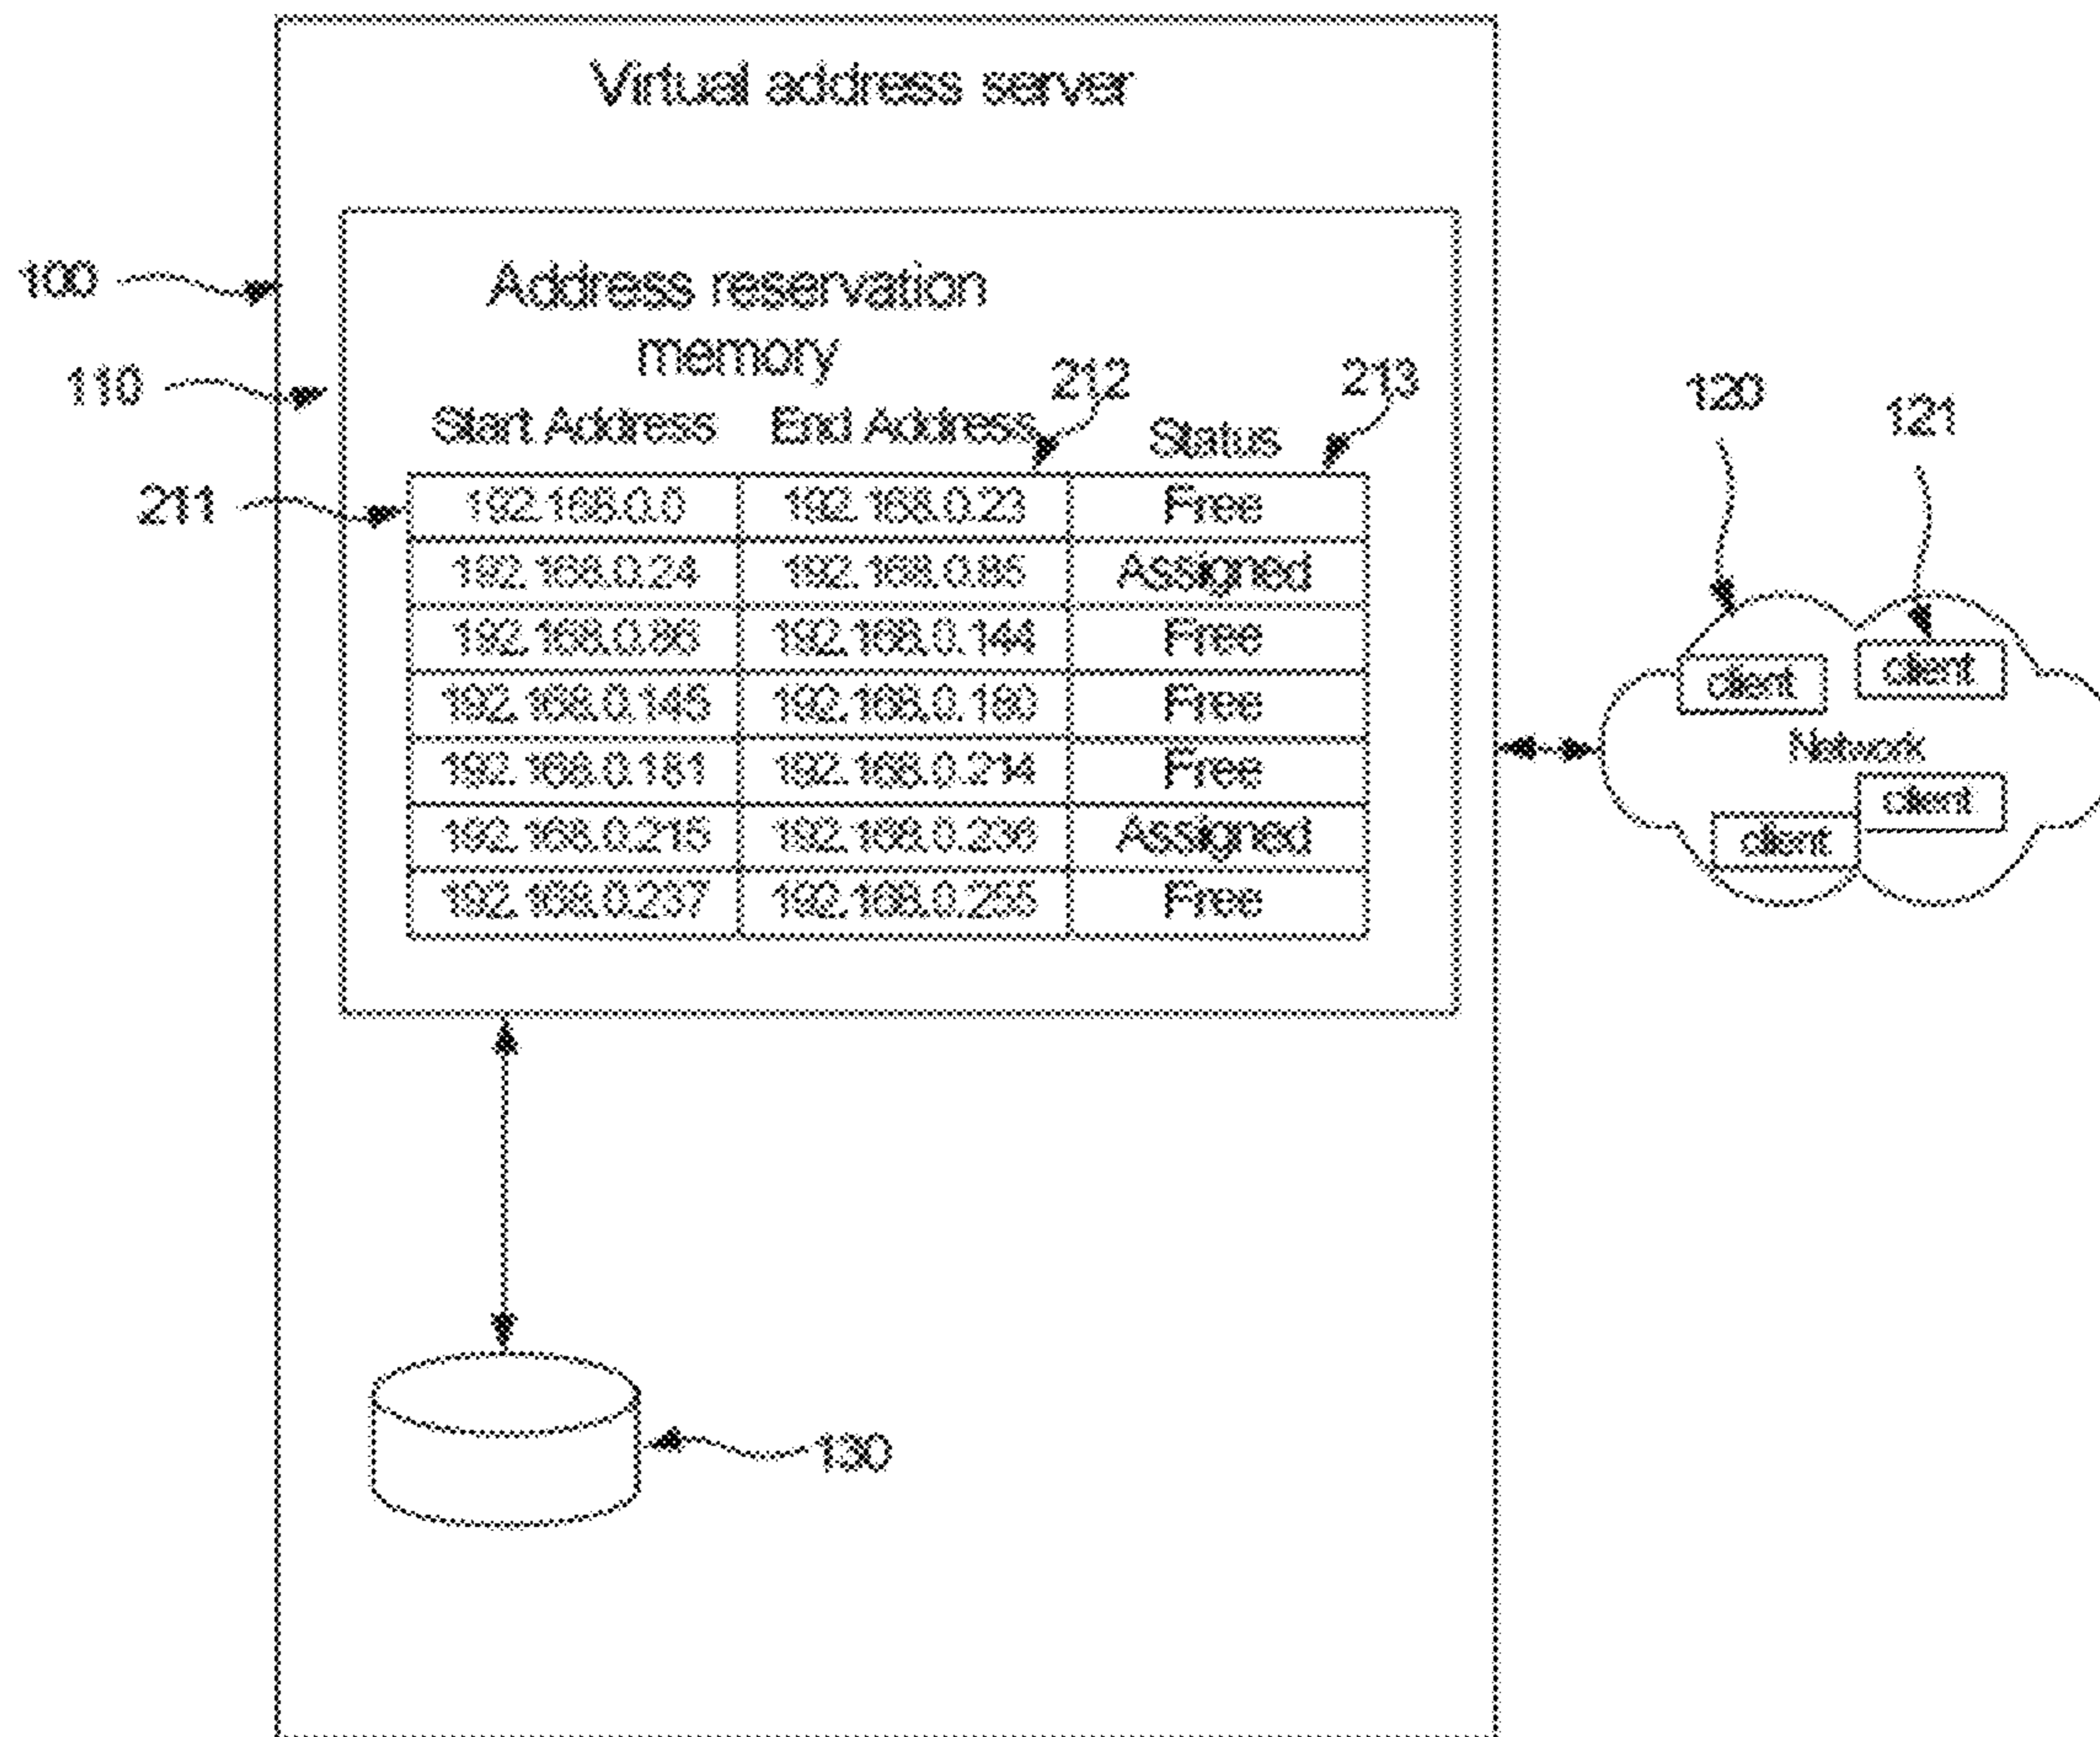 Virtual address server
100
Address reservation
memory
110
212
213
120
121
Start Address End Address Status
211
192.168.0.0 192.168.0.23 Free
192.168.0.24 192.168.0.85 Assigned
192.168.0.86 192.168.0.144 Free
192.168.0.145 192.168.0.180 Free
192.168.0.181 192.168.0.214 Free
192.168.0.215 192.168.0.236 Assigned
192.168.0.237 192.168.0.255 Free
client
client
Network
client
client
130